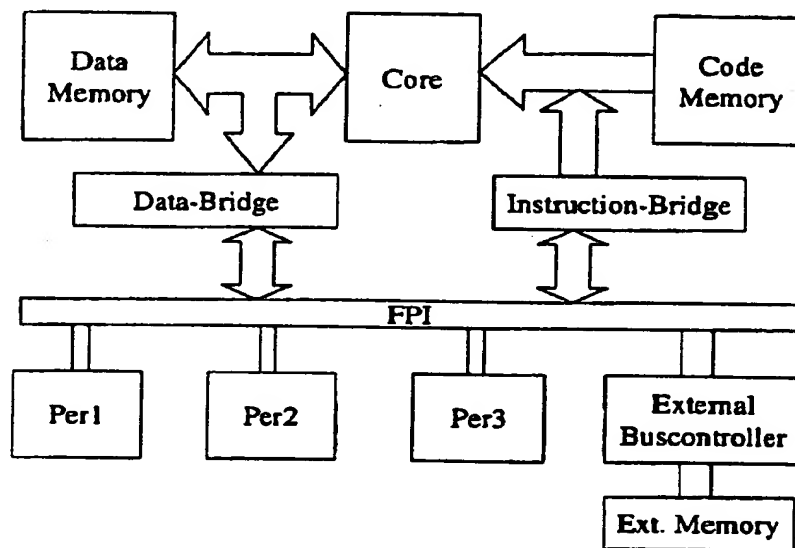 Data
Memory
Core
Code
Memory
Data-Bridge
Instruction-Bridge
FPI
Per1
Per2
Per3
External
Buscontroller
Ext. Memory